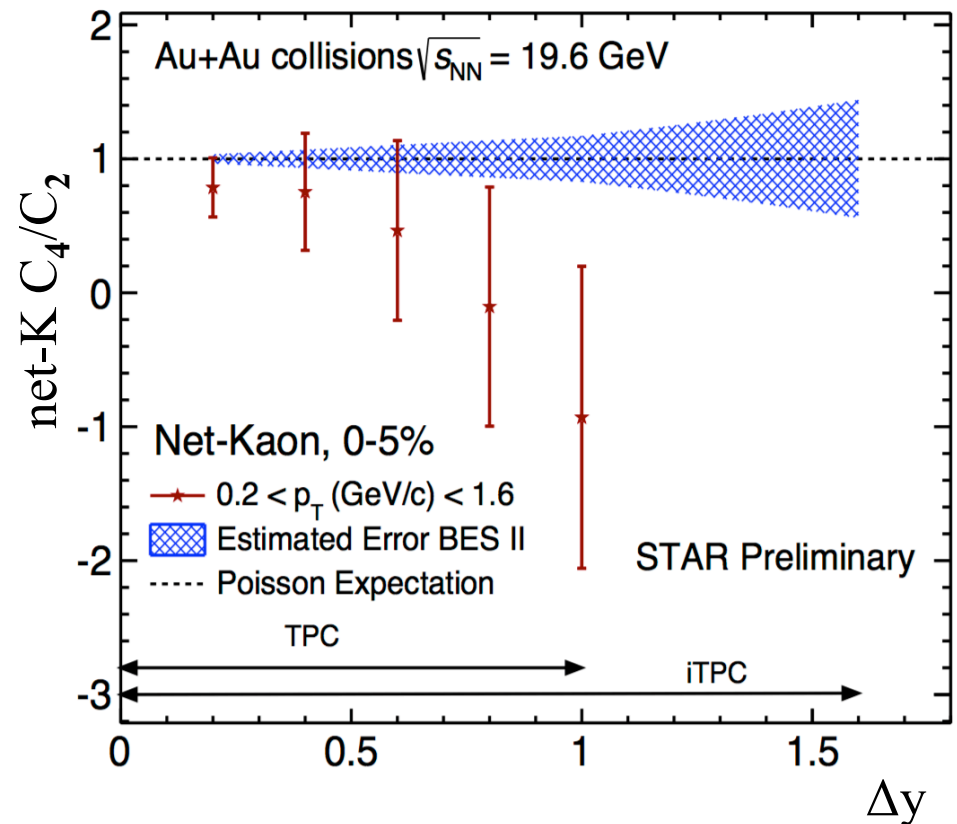 Au+Au collisions √sNN = 19.6 GeV
net-K C4/C2
2
1
0
-1
-2
-3
Net-Kaon, 0-5%
0.2 < pT (GeV/c) < 1.6
Estimated Error BES II
Poisson Expectation
STAR Preliminary
TPC
iTPC
0 0.5 1 1.5
Δy